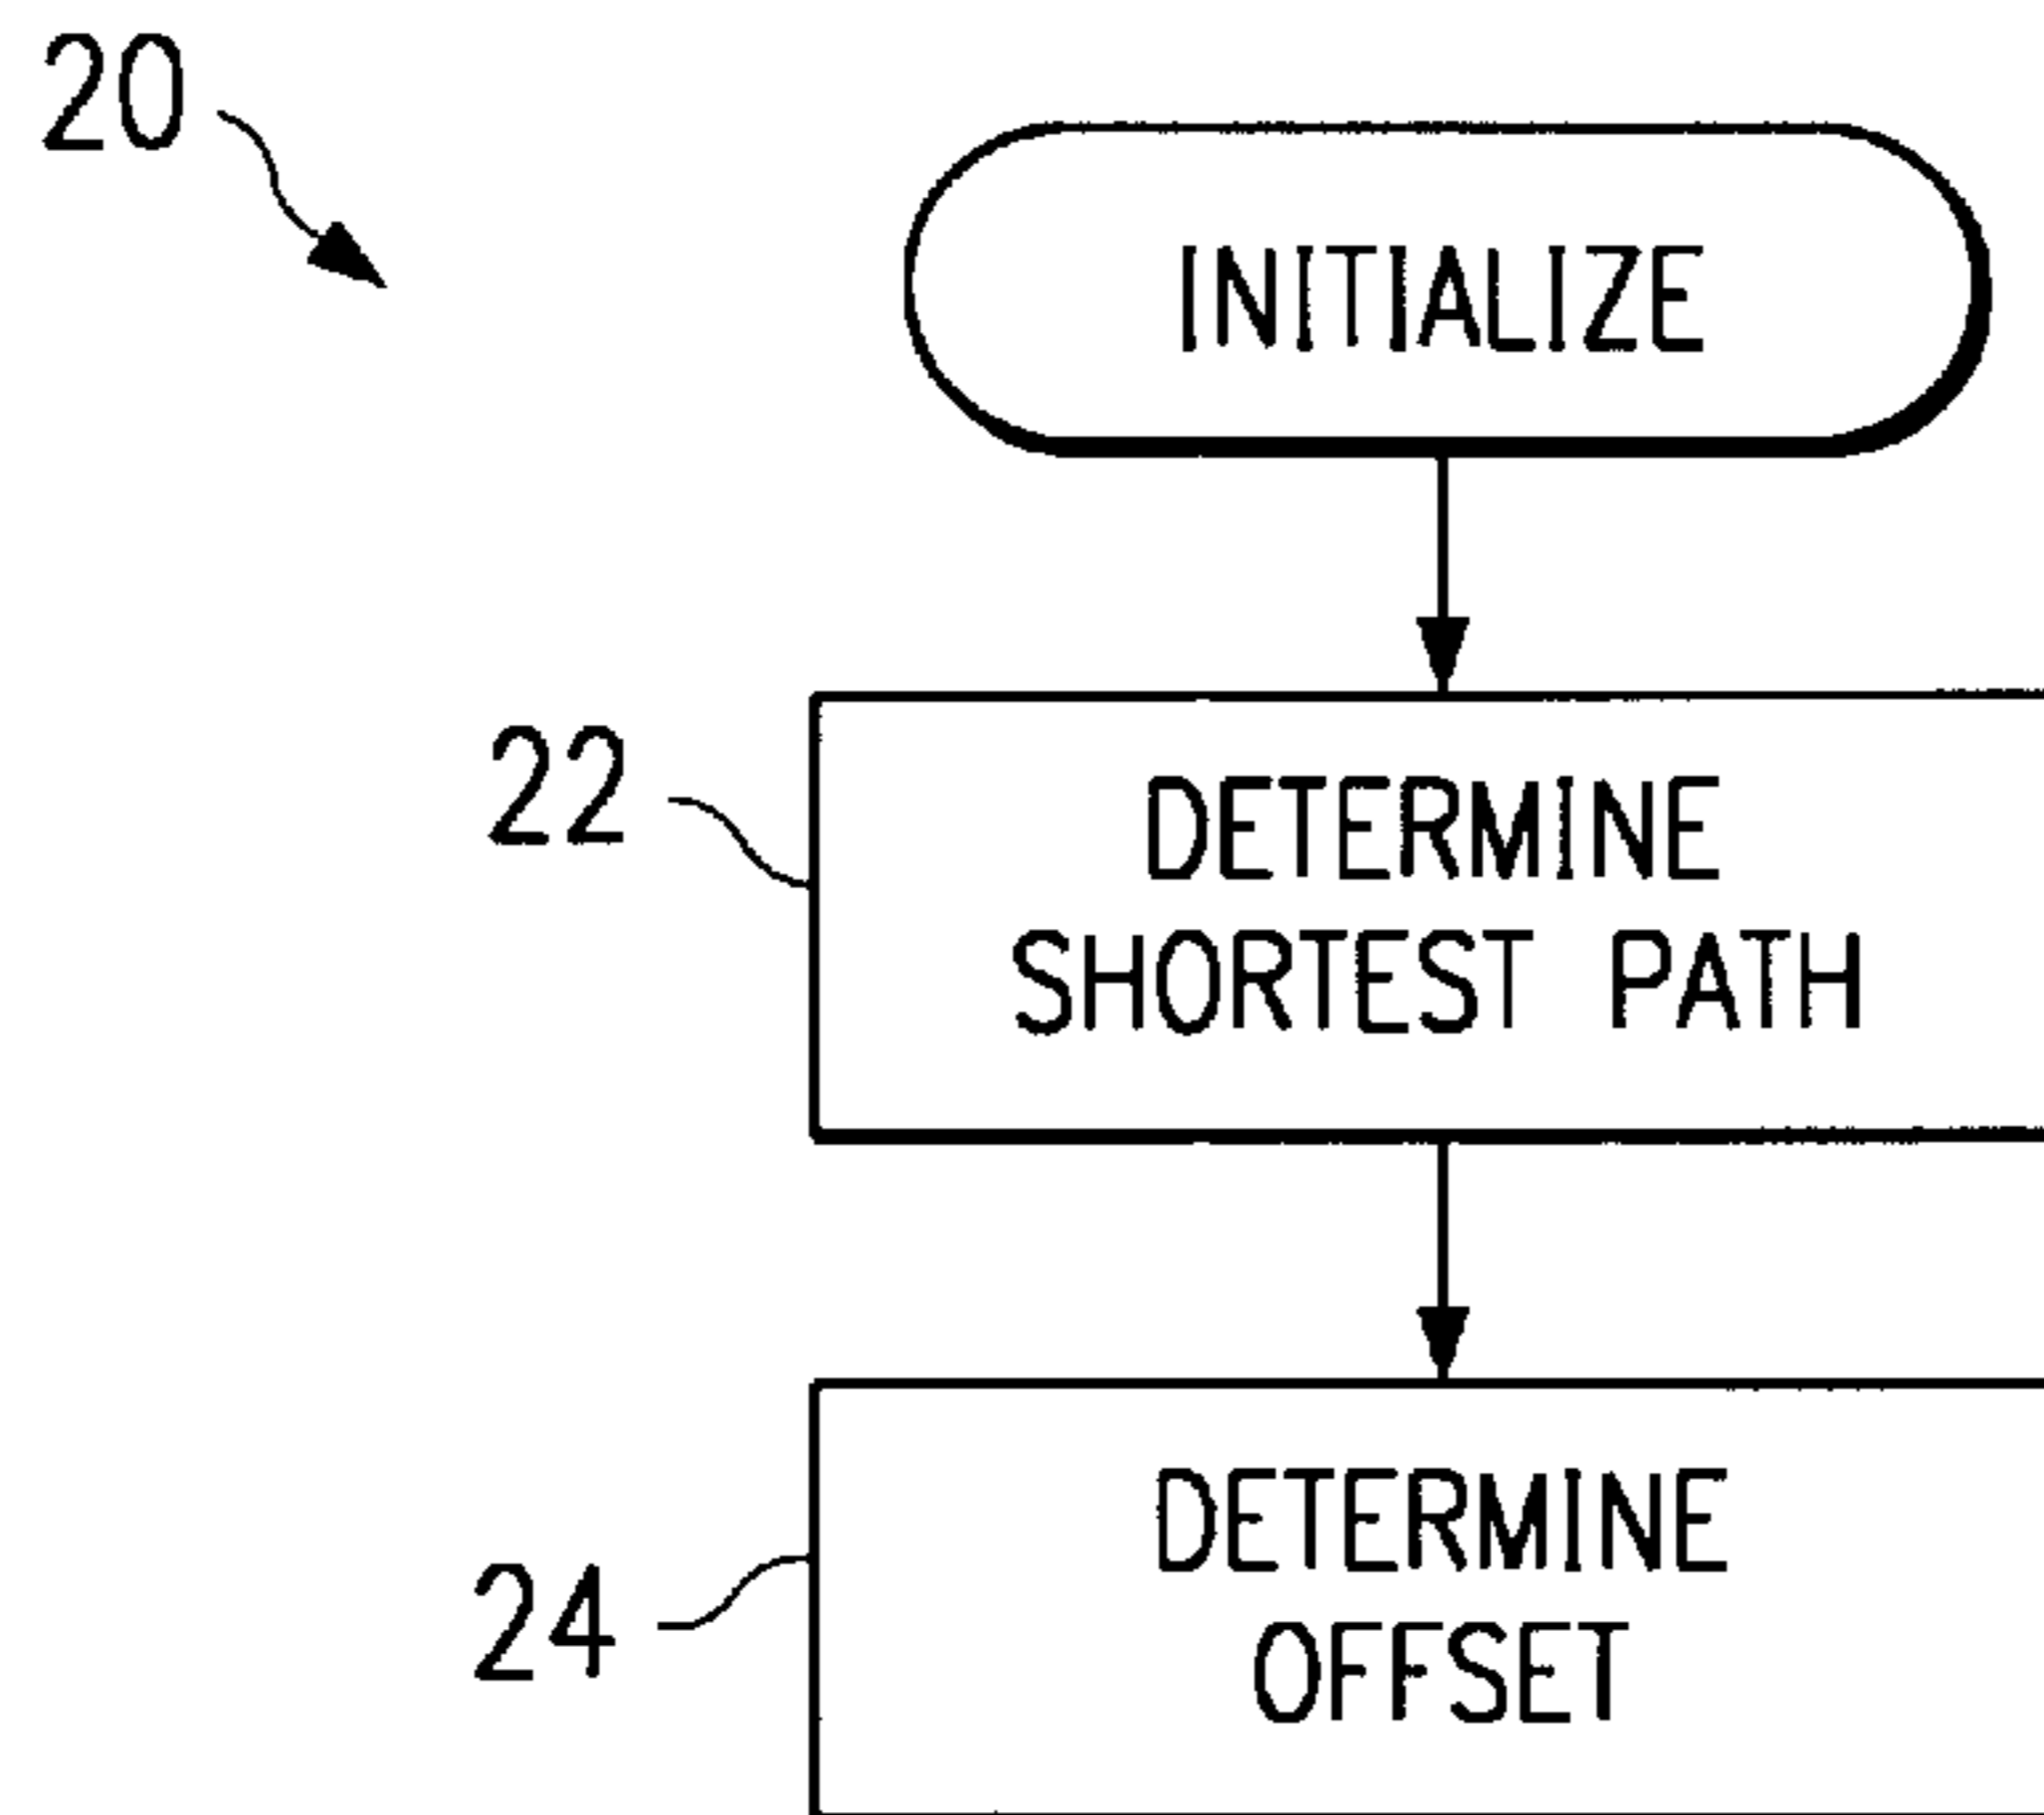 20
INITIALIZE
22
DETERMINE
SHORTEST PATH
24
DETERMINE
OFFSET